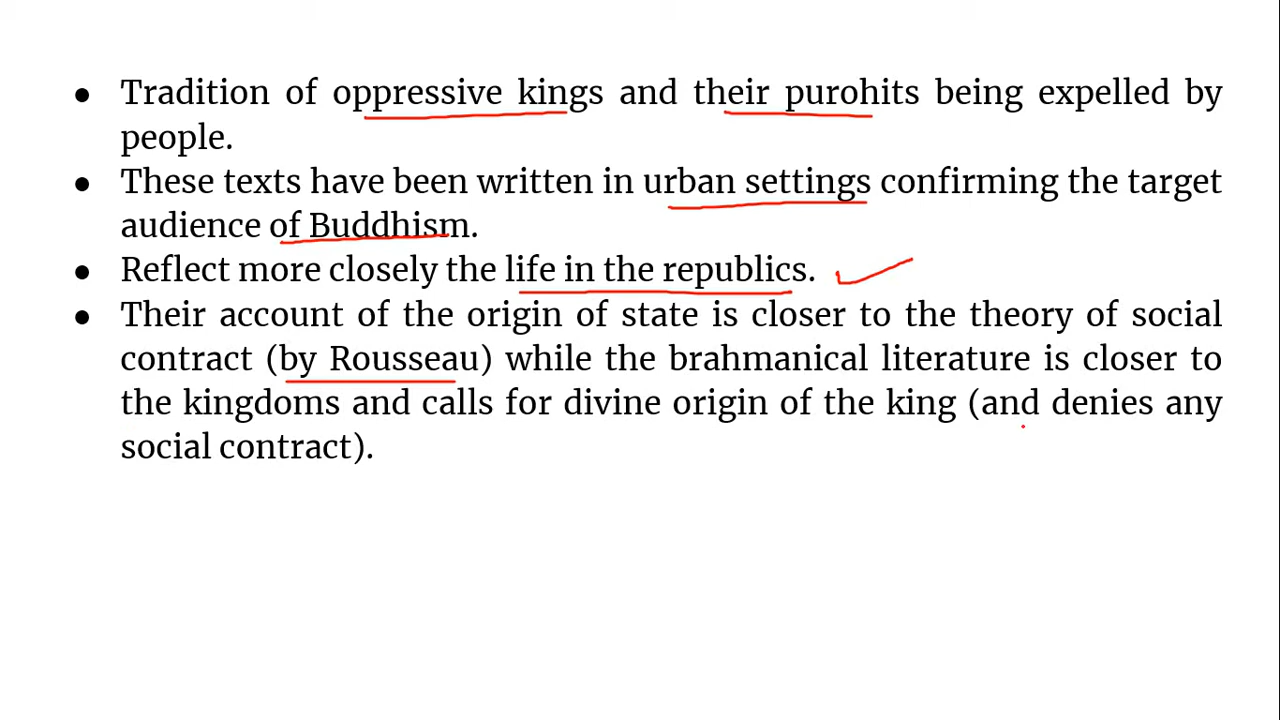 ● Tradition of oppressive kings and their purohits being expelled by
people.
● These texts have been written in urban settings confirming the target
audience of Buddhism.
● Reflect more closely the life in the republics.
● Their account of the origin of state is closer to the theory of social
contract (by Rousseau) while the brahmanical literature is closer to
the kingdoms and calls for divine origin of the king (and denies any
social contract).